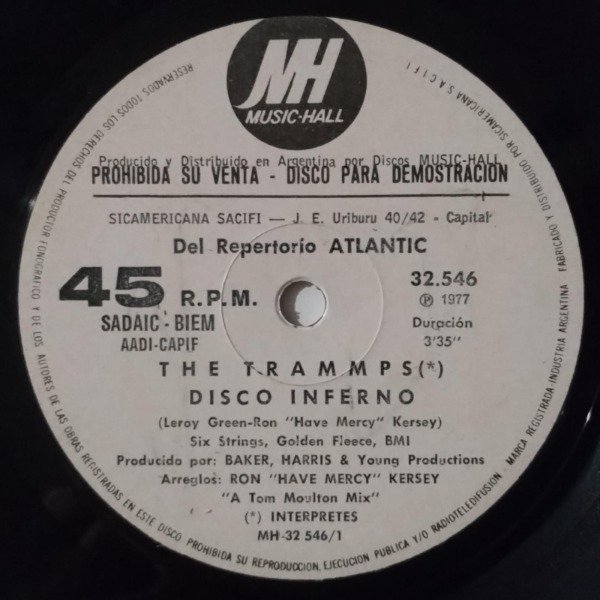 MH
MUSIC-HALL
Producido y Distribuido en Argentina por Discos MUSIC-HALL
PROHIBIDA SU VENTA - DISCO PARA DEMOSTRACION
SICAMERICANA SACIFI — J. E. Uriburu 40/42 - Capital
Del Repertorio ATLANTIC
45 R.P.M.
32.546
Ⓟ 1977
SADAIC - BIEM
AADI-CAPIF
Duración
3'35"
THE TRAMMPS(*)
DISCO INFERNO
(Leroy Green-Ron "Have Mercy" Kersey)
Six Strings, Golden Fleece, BMI
Producido por: BAKER, HARRIS & Young Productions
Arreglos: RON "HAVE MERCY" KERSEY
"A Tom Moulton Mix"
(*) INTERPRETES
MH-32 546/1
RESERVADOS TODOS LOS DERECHOS DEL PRODUCTOR FONOGRAFICO Y DE LOS AUTORES DE LAS OBRAS REGISTRADAS EN ESTE DISCO PROHIBIDA SU REPRODUCCION, EJECUCION PUBLICA Y/O RADIOTELEDIFUSION. MARCA REGISTRADA-INDUSTRIA ARGENTINA FABRICADO Y DISTRIBUIDO POR SICAMERICANA S A C I F I